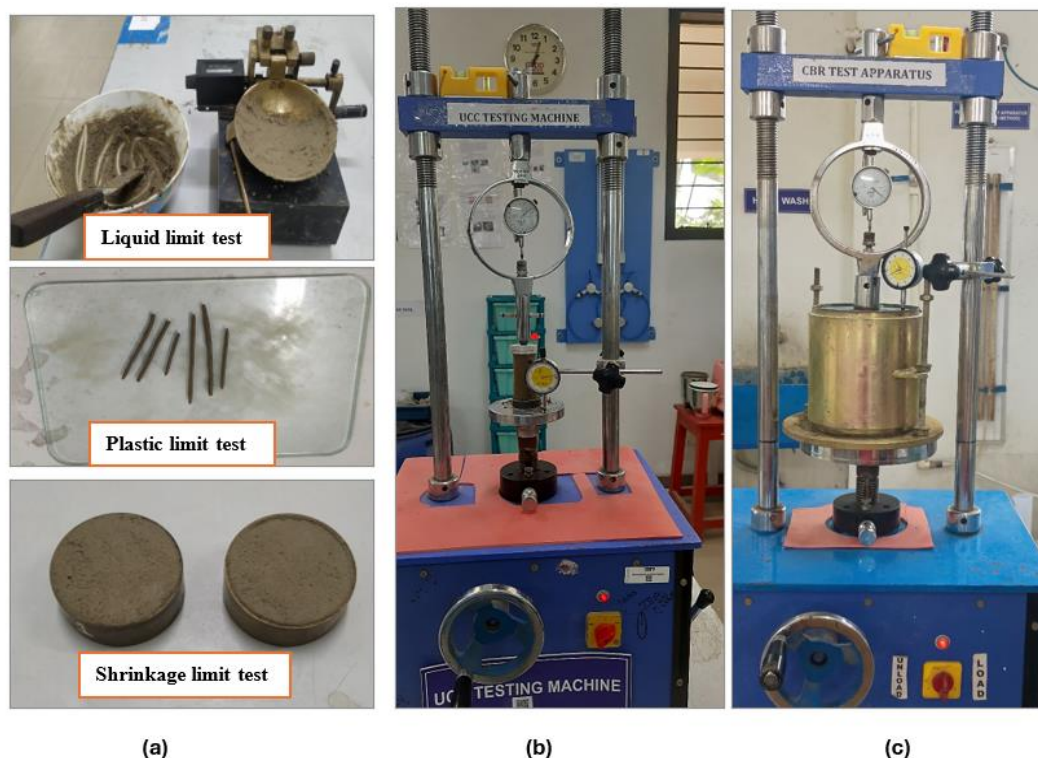 Liquid limit test
Plastic limit test
Shrinkage limit test
(a)
UCC TESTING MACHINE
UCC TESTING MACHINE
(b)
CBR TEST APPARATUS
WASH
UNLOAD
LOAD
(c)